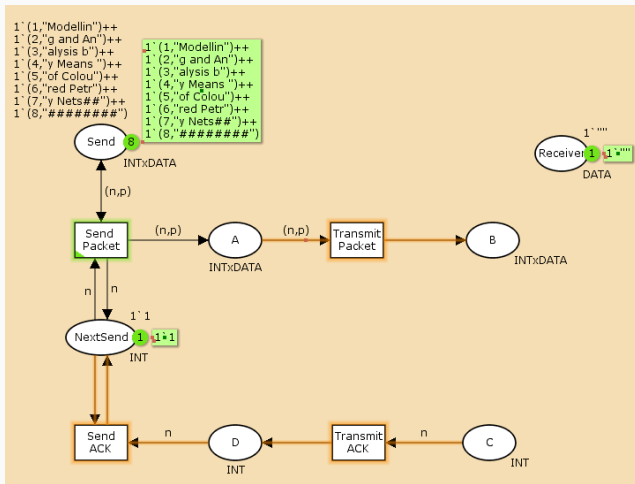 1`(1,"Modellin")++
1`(2,"g and An")++
1`(3,"alysis b")++
1`(4,"y Means ")++
1`(5,"of Colou")++
1`(6,"red Petr")++
1`(7,"y Nets##")++
1`(8,"########")
1`(1,"Modellin")++
1`(2,"g and An")++
1`(3,"alysis b")++
1`(4,"y Means ")++
1`(5,"of Colou")++
1`(6,"red Petr")++
1`(7,"y Nets##")++
1`(8,"########")
Send
8
INTxDATA
1`""
Receiver
1
1`""
DATA
(n,p)
Send
Packet
(n,p)
A
INTxDATA
(n,p)
Transmit
Packet
B
INTxDATA
n
n
1`1
NextSend
1
1`1
INT
Send
ACK
n
D
INT
Transmit
ACK
n
C
INT